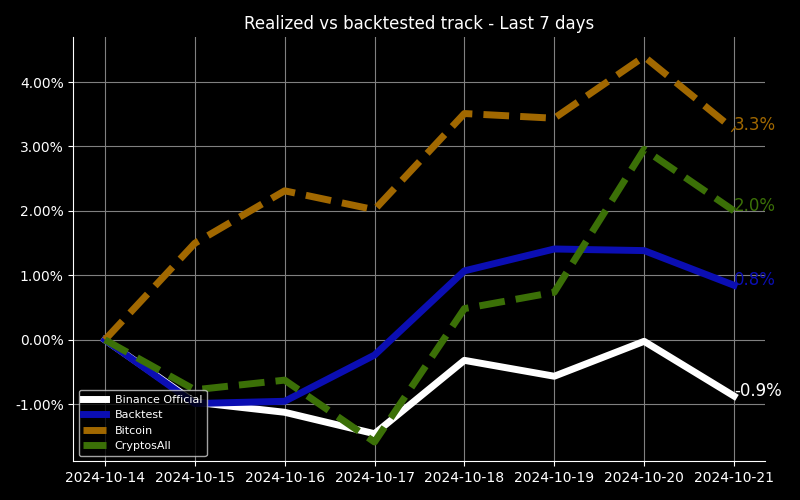 Realized vs backtested track - Last 7 days
4.00%
3.00%
2.00%
1.00%
0.00%
-1.00%
3.3%
2.0%
0.8%
-0.9%
Binance Official
Backtest
Bitcoin
CryptosAll
2024-10-14 2024-10-15 2024-10-16 2024-10-17 2024-10-18 2024-10-19 2024-10-20 2024-10-21